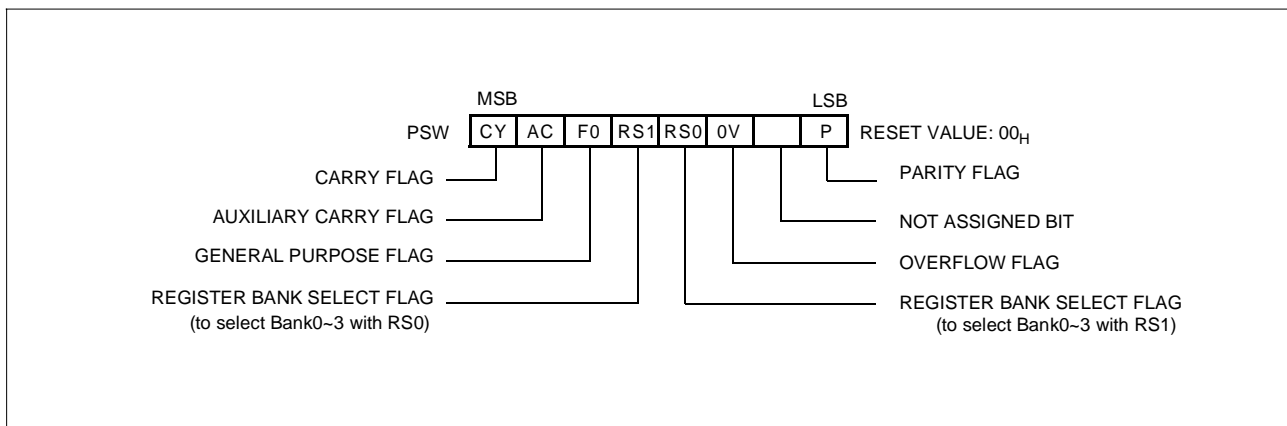 MSB LSB
PSW CY AC F0 RS1 RS0 0V P RESET VALUE: 00H
CARRY FLAG PARITY FLAG
AUXILIARY CARRY FLAG NOT ASSIGNED BIT
GENERAL PURPOSE FLAG OVERFLOW FLAG
REGISTER BANK SELECT FLAG REGISTER BANK SELECT FLAG
(to select Bank0~3 with RS0) (to select Bank0~3 with RS1)